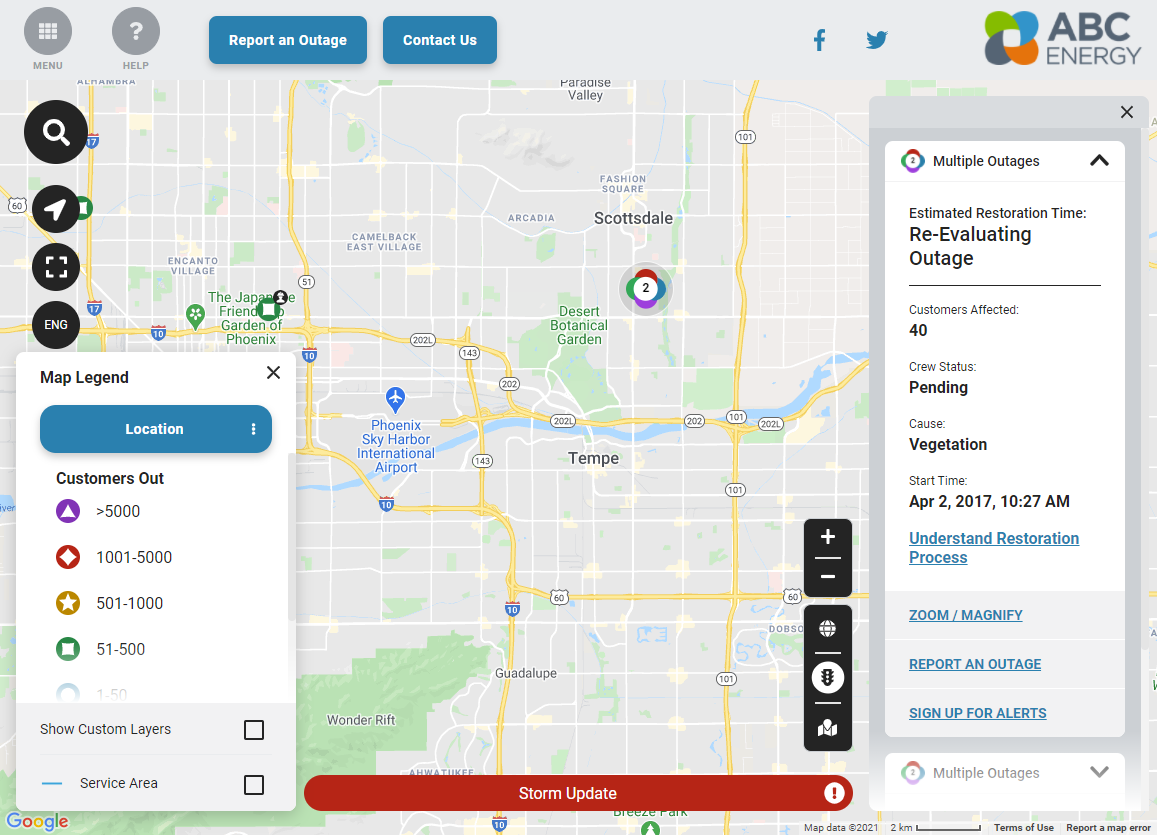 MENU
HELP
Report an Outage
Contact Us
ABC
ENERGY
ALHAMBRA
Paradise
Valley
17
101
60
FASHION
SQUARE
Scottsdale
ARCADIA
CAMELBACK
EAST VILLAGE
ENCANTO
VILLAGE
51
2
The Japanese
Friendship
Garden of
Phoenix
17
10
ENG
Desert
Botanical
Garden
202L
143
10
202
Phoenix
Sky Harbor
International
Airport
202L
202
101
202L
Tempe
143
101
10
60
60
10
DOBSO
Guadalupe
101
Wonder Rift
AHWATUKEE
Breeze Park
10
Map Legend
Location
Customers Out
>5000
1001-5000
501-1000
51-500
1-50
Show Custom Layers
Service Area
Google
Storm Update
Multiple Outages
2
Estimated Restoration Time:
Re-Evaluating
Outage
Customers Affected:
40
Crew Status:
Pending
Cause:
Vegetation
Start Time:
Apr 2, 2017, 10:27 AM
Understand Restoration
Process
ZOOM / MAGNIFY
REPORT AN OUTAGE
SIGN UP FOR ALERTS
2
Multiple Outages
Map data ©2021
2 km
Terms of Use
Report a map error